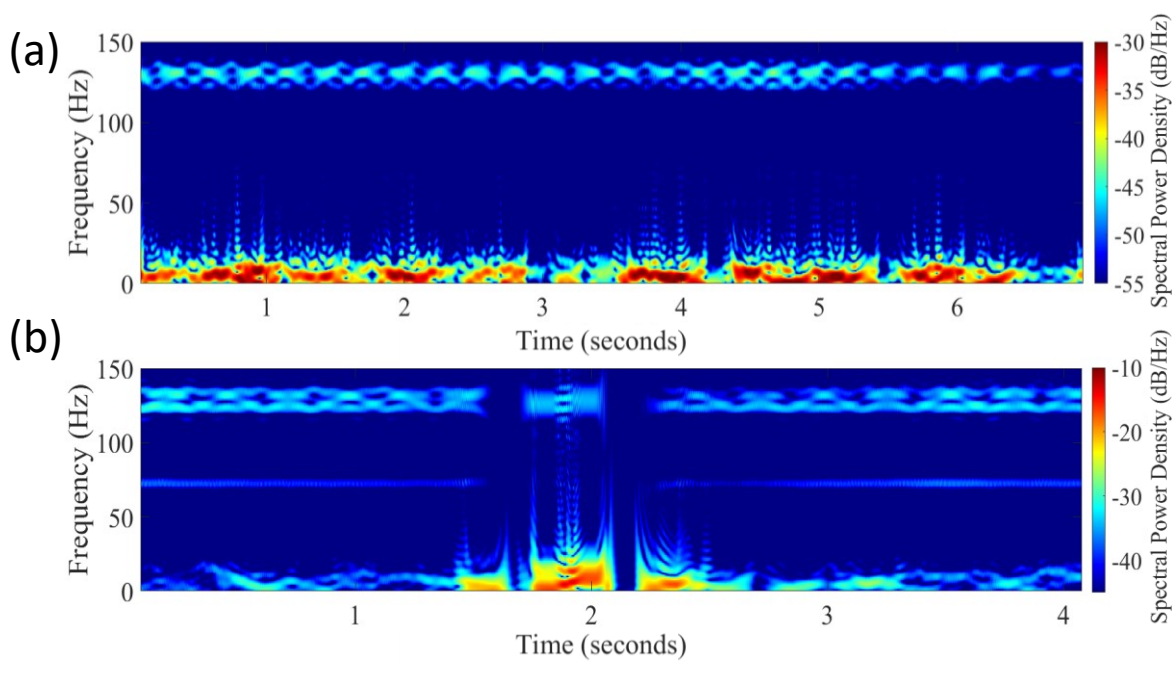 (a)
Frequency (Hz)
150
100
50
0
1 2 3 4 5 6
Time (seconds)
-30
-35
-40
-45
-50
-55
Spectral Power Density (dB/Hz)
(b)
Frequency (Hz)
150
100
50
0
1 2 3 4
Time (seconds)
-10
-20
-30
-40
Spectral Power Density (dB/Hz)